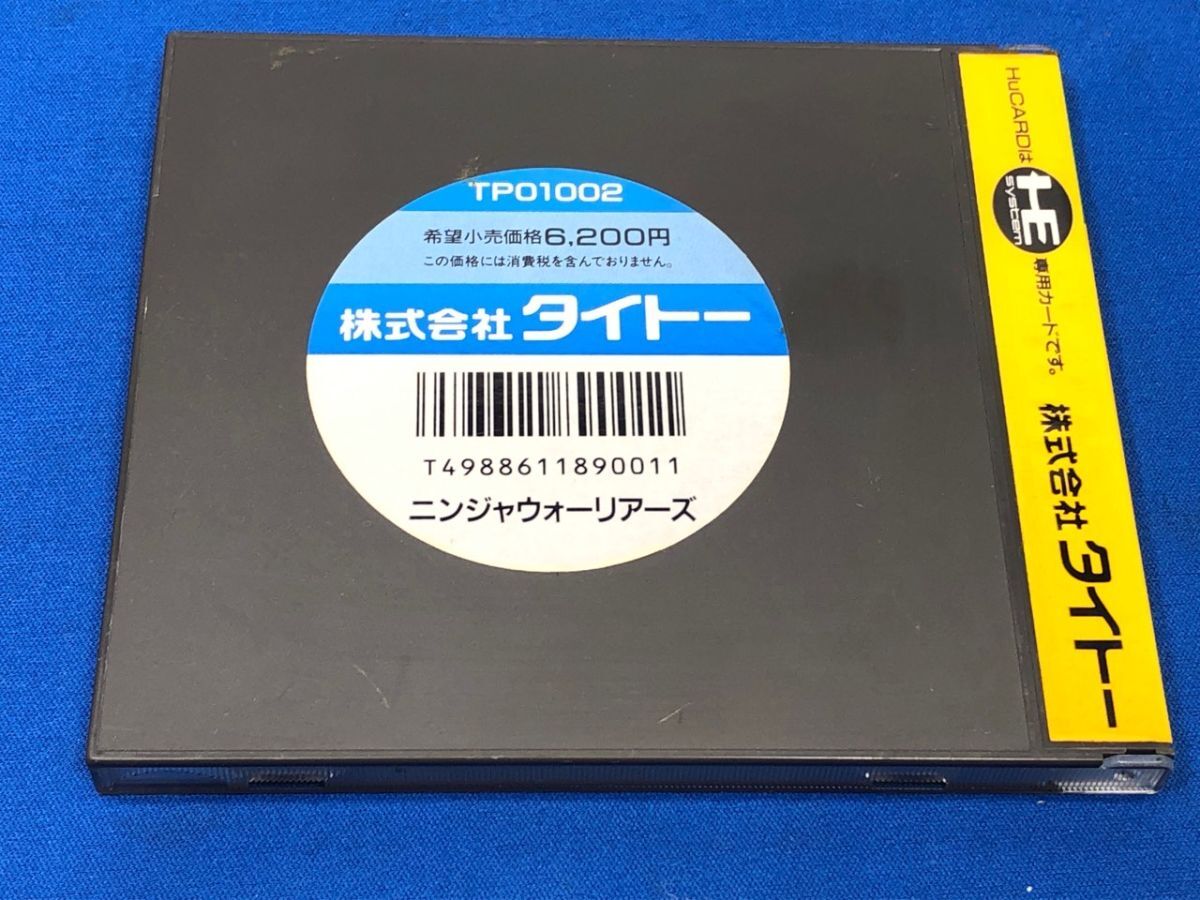 TP01002
希望小売価格6,200円
この価格には消費税を含んでおりません。
株式会社 タイトー
T4988611890011
ニンジャウォーリアーズ
HuCARDは HE system 専用カードです。 株式会社 タイトー